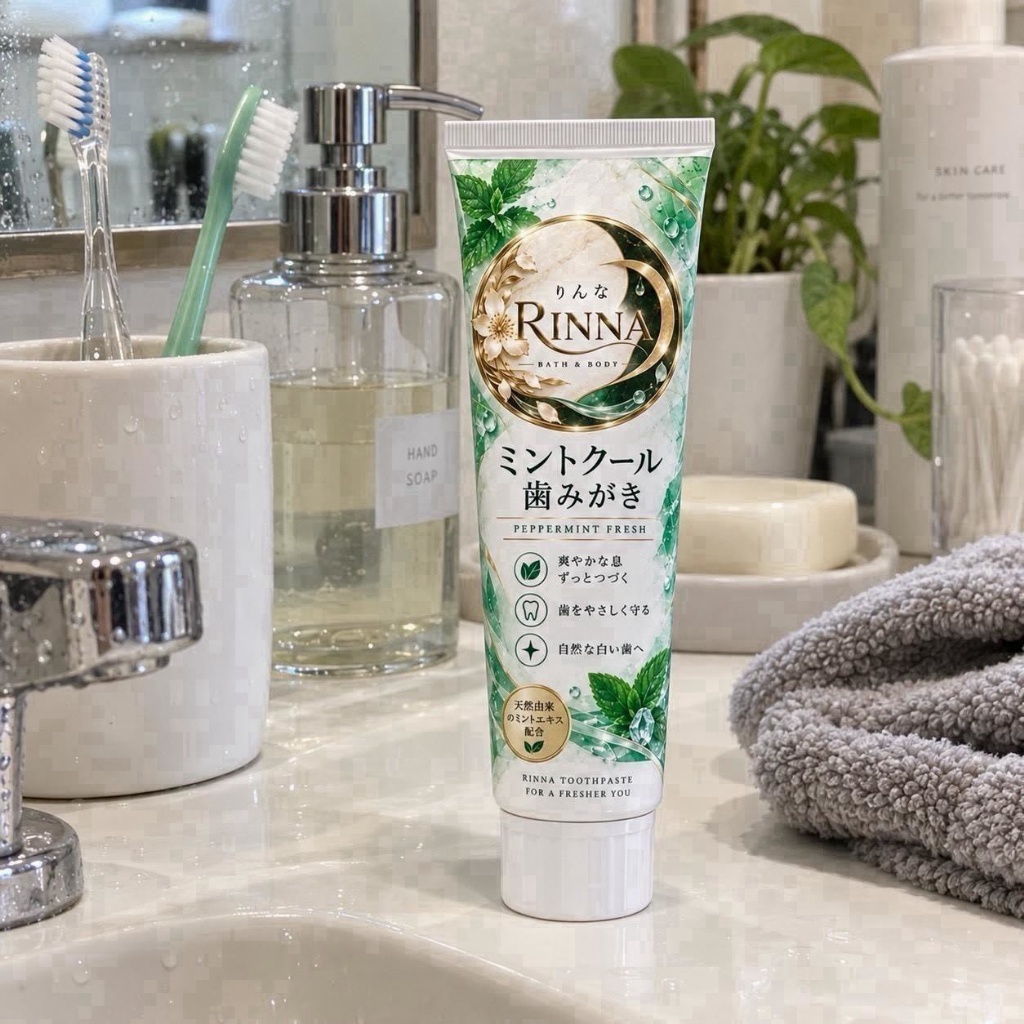 HAND
SOAP
りんな
RINNA
BATH & BODY
ミントクール
歯みがき
PEPPERMINT FRESH
爽やかな息
ずっとつづく
歯をやさしく守る
自然な白い歯へ
天然由来
のミントエキス
配合
RINNA TOOTHPASTE
FOR A FRESHER YOU
SKIN CARE
For a better tomorrow